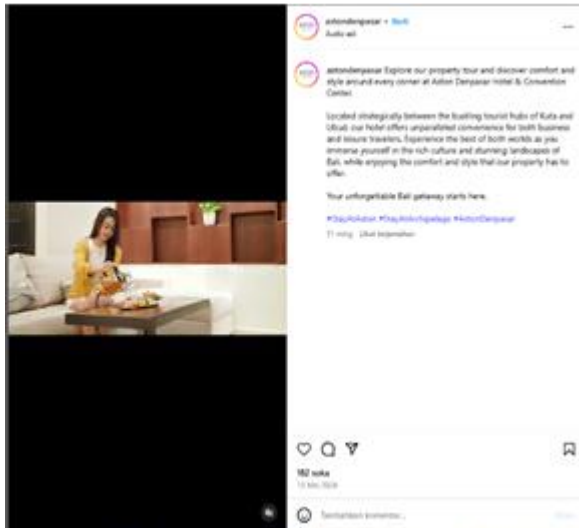 astondenpasar •
Audio asli
astondenpasar Explore our property tour and discover comfort and
style around every corner at Aston Denpasar Hotel & Convention
Center.
Located strategically between the bustling tourist hubs of Kuta and
Ubud, our hotel offers unparalleled convenience for both business
and leisure travelers. Experience the best of both worlds as you
immerse yourself in the rich culture and stunning landscapes of
Bali, while enjoying the comfort and style that our property has to
offer.
Your unforgettable Bali getaway starts here.
#StayAtAston #StayAtArchipelago #AstonDenpasar
31 mng Lihat terjemahan
182 suka
Tambahkan komentar...